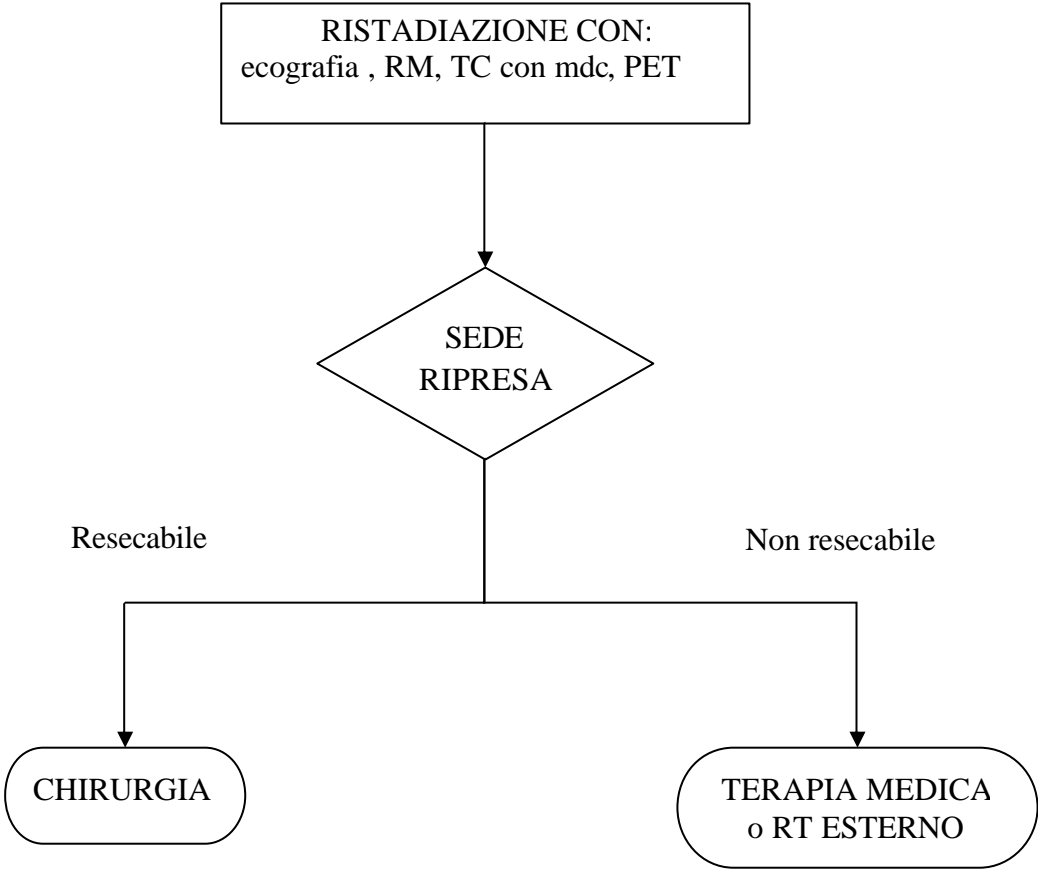 RISTADIAZIONE CON:
ecografia , RM, TC con mdc, PET
SEDE
RIPRESA
Resecabile
Non resecabile
CHIRURGIA
TERAPIA MEDICA
o RT ESTERNO